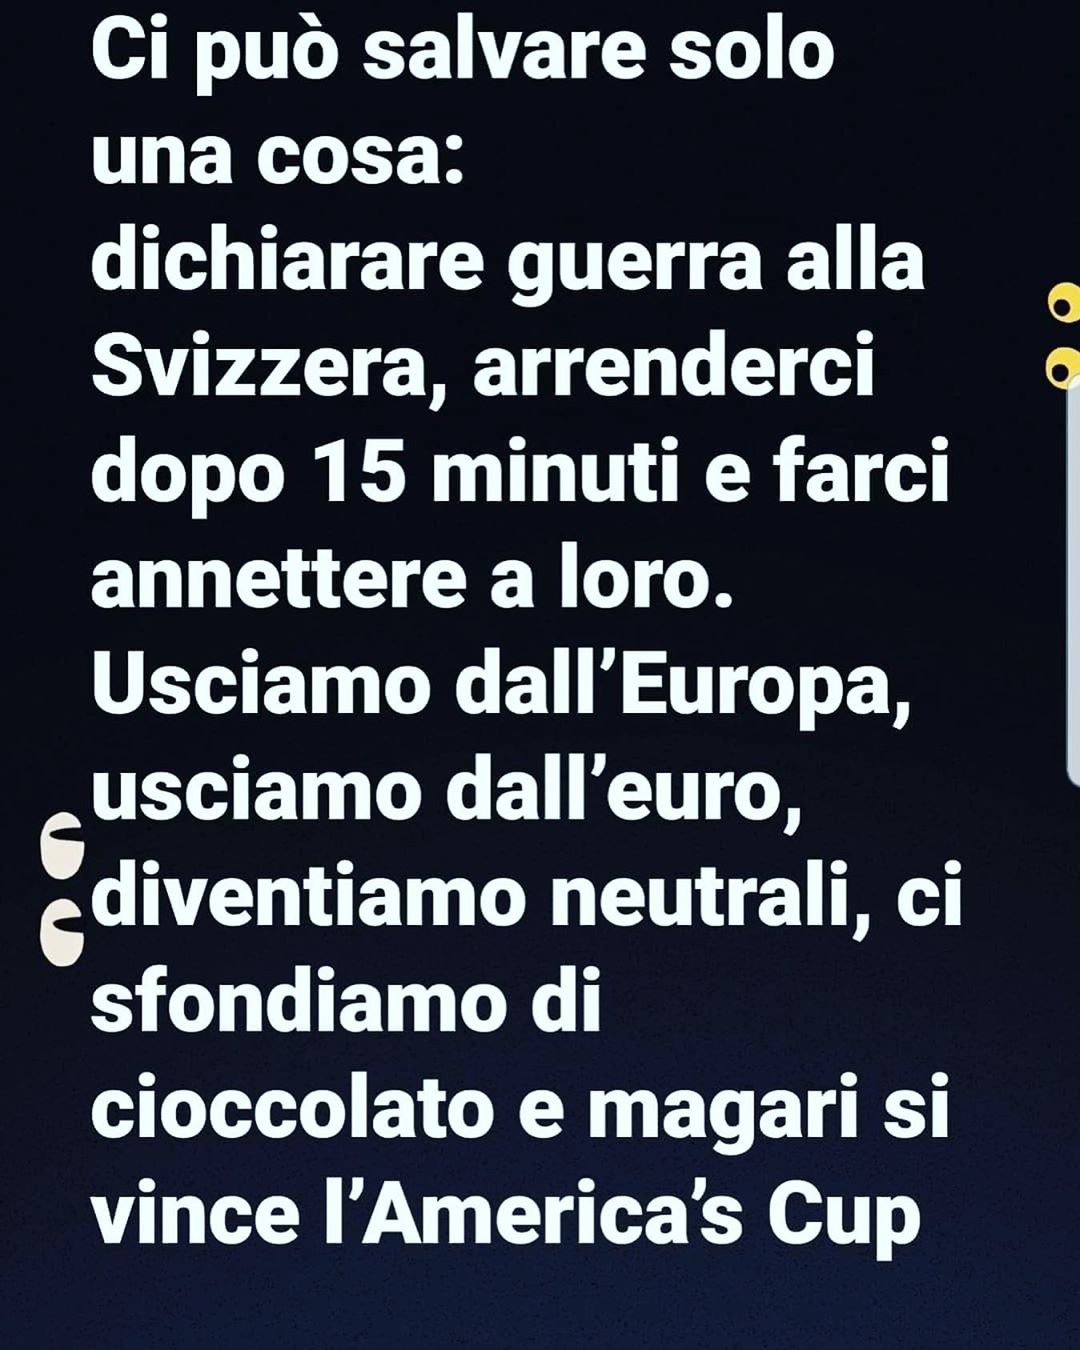 Ci può salvare solo
una cosa:
dichiarare guerra alla
Svizzera, arrenderci
dopo 15 minuti e farci
annettere a loro.
Usciamo dall’Europa,
usciamo dall’euro,
diventiamo neutrali, ci
sfondiamo di
cioccolato e magari si
vince l’America’s Cup